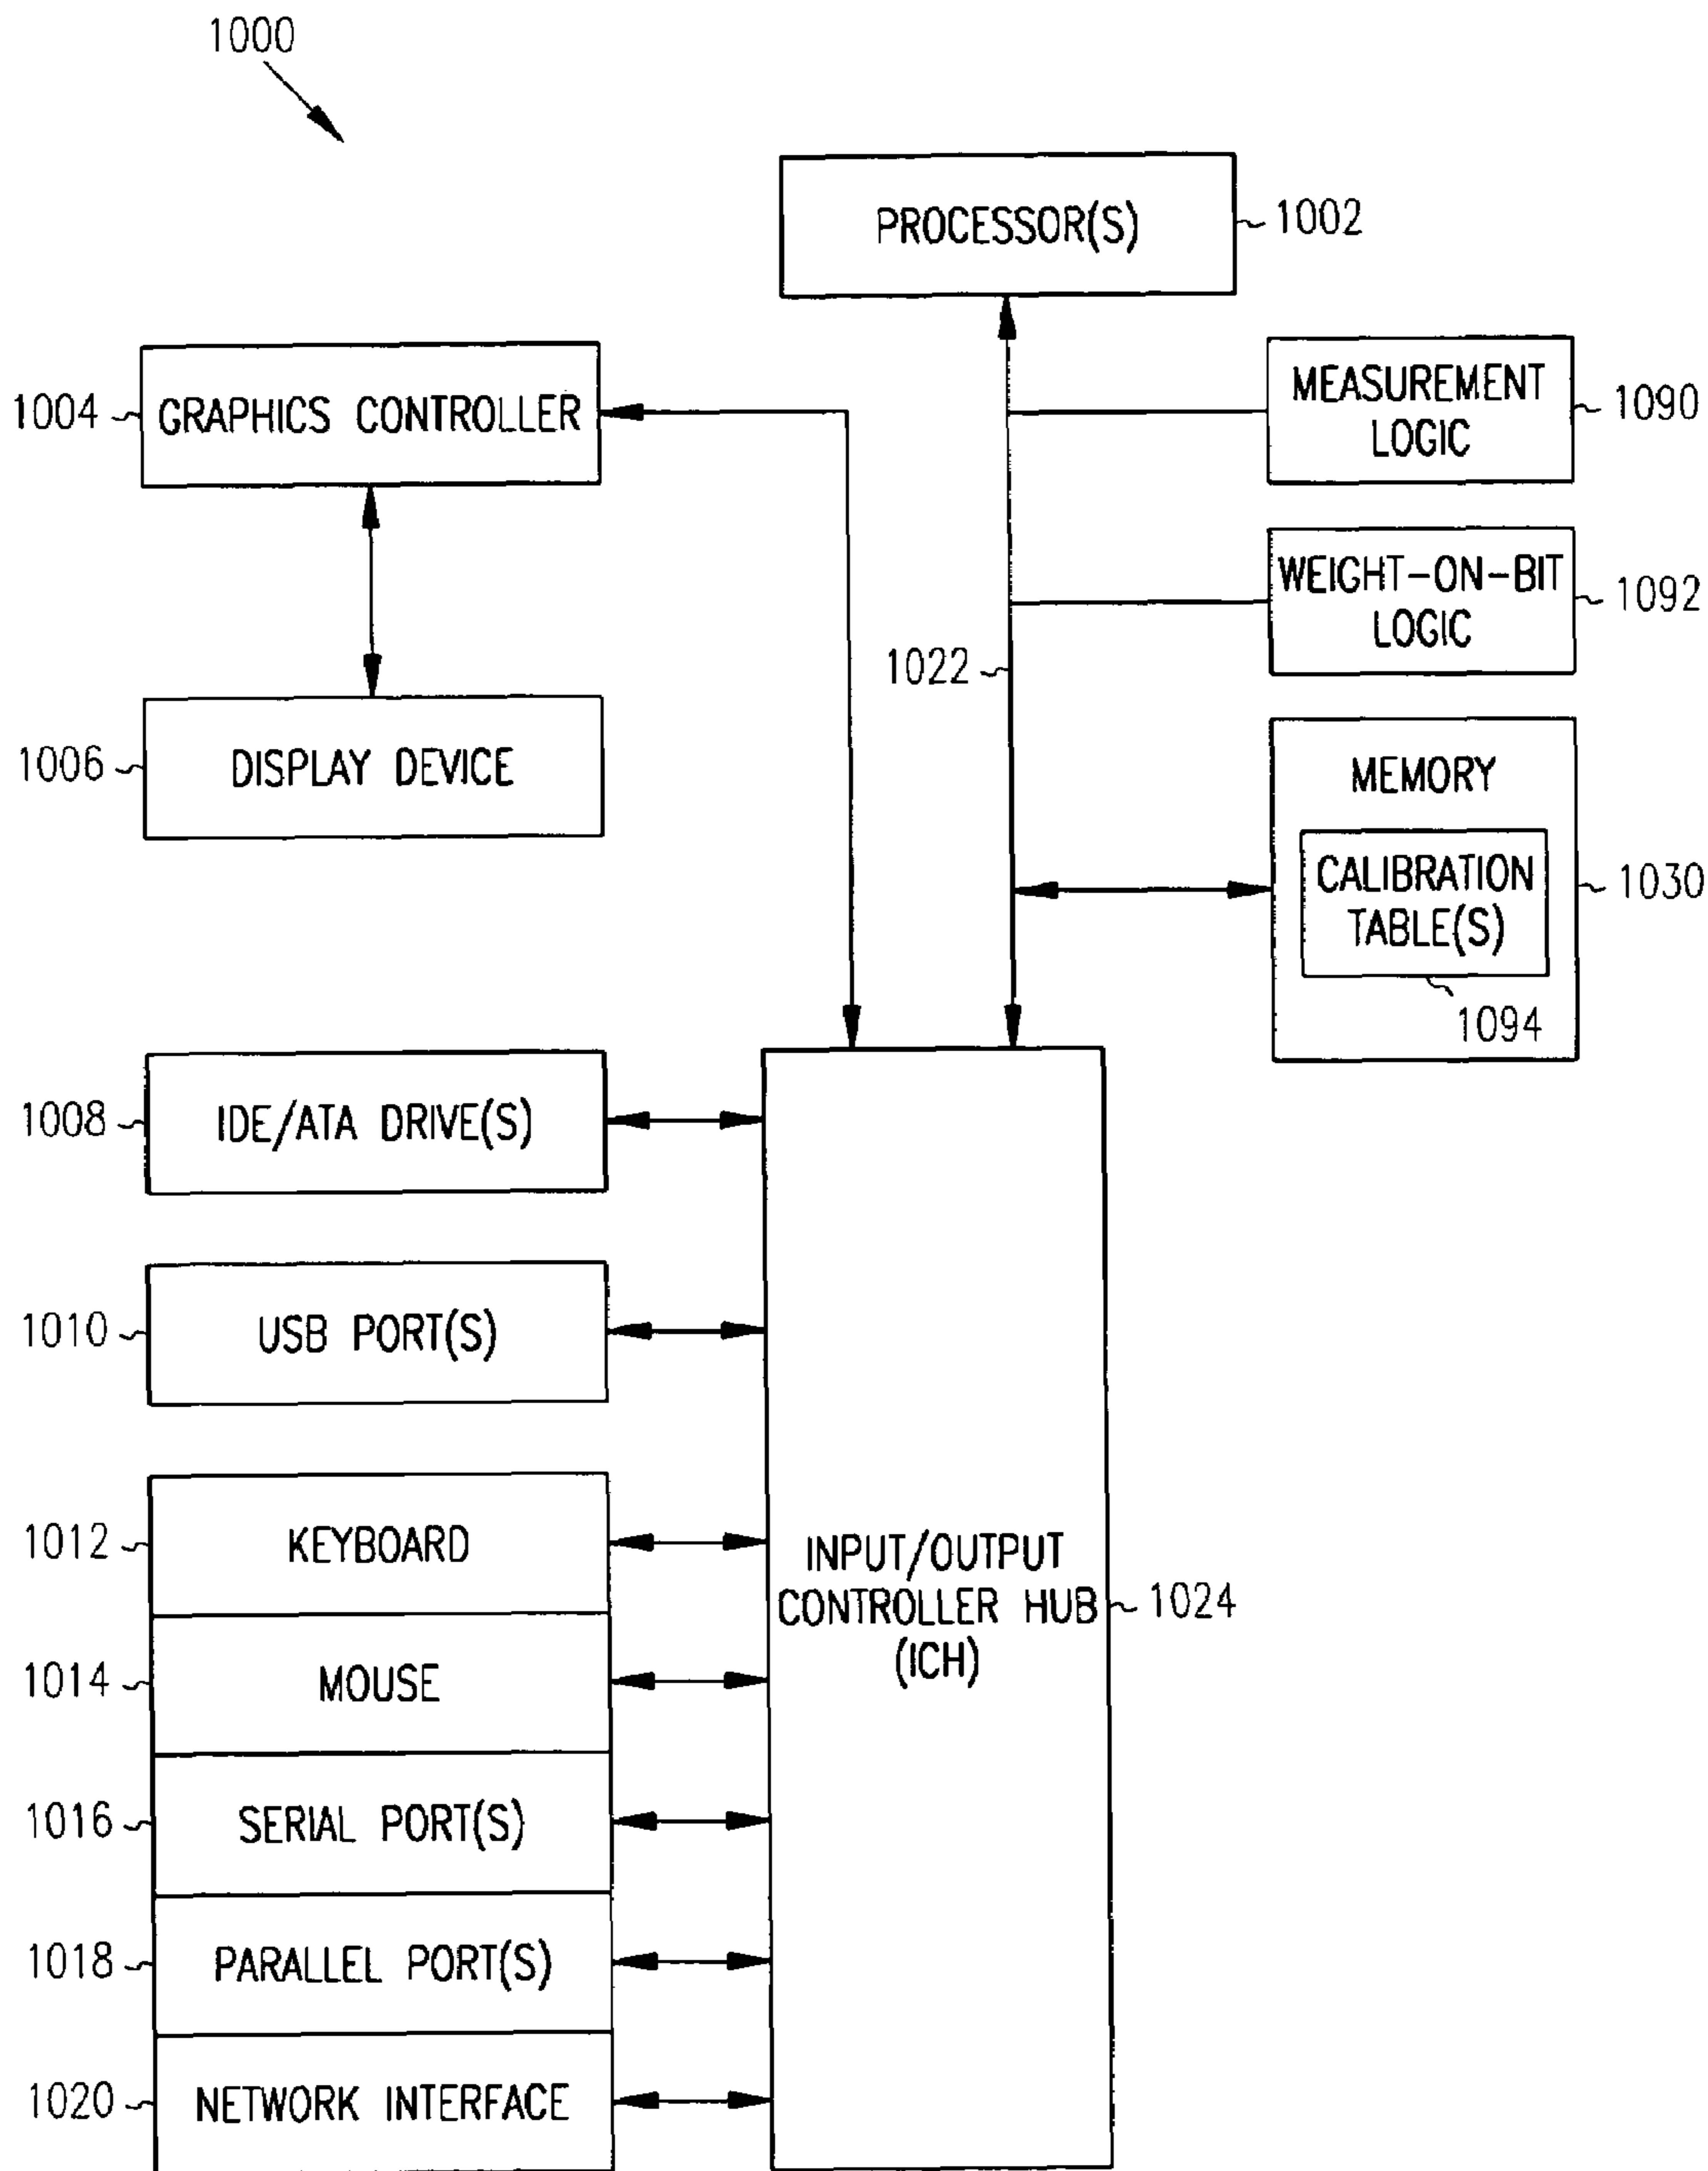 1000
PROCESSOR(S)
1002
1004
GRAPHICS CONTROLLER
MEASUREMENT
LOGIC
1090
WEIGHT-ON-BIT
LOGIC
1092
1022
1006
DISPLAY DEVICE
MEMORY
CALIBRATION
TABLE(S)
1030
1094
1008
IDE/ATA DRIVE(S)
1010
USB PORT(S)
1012
KEYBOARD
INPUT/OUTPUT
CONTROLLER HUB
(ICH)
1024
1014
MOUSE
1016
SERIAL PORT(S)
1018
PARALLEL PORT(S)
1020
NETWORK INTERFACE